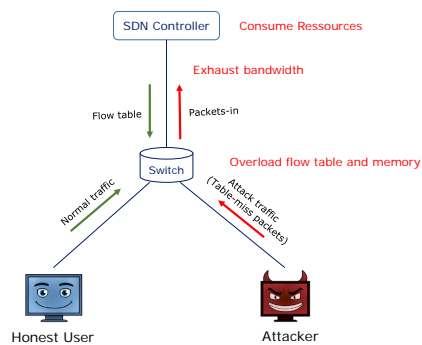 SDN Controller
Consume Ressources
Exhaust bandwidth
Flow table
Packets-in
Switch
Overload flow table and memory
Normal traffic
Attack traffic
(Table-miss packets)
Honest User
Attacker